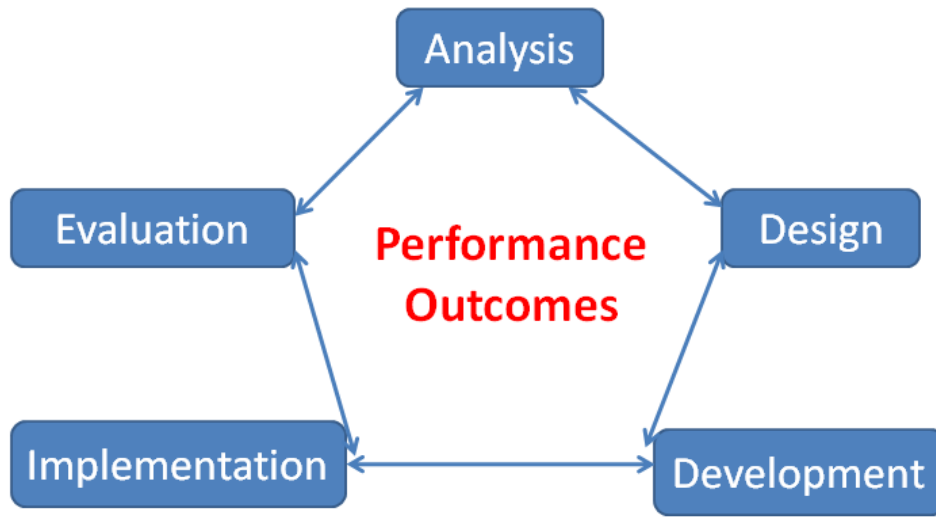 Analysis
Evaluation
Design
Performance
Outcomes
Implementation
Development